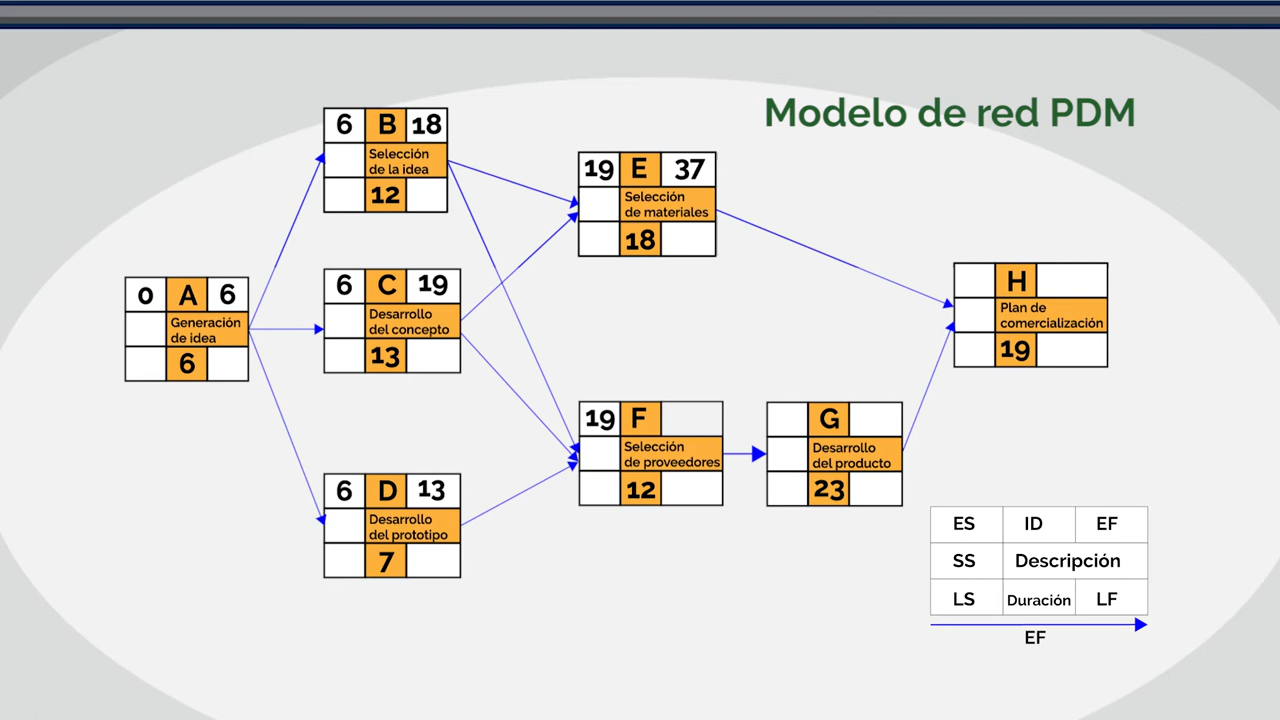 Modelo de red PDM
6 B 18
Selección
de la idea
12
19 E 37
Selección
de materiales
18
0 A 6
Generación
de idea
6
6 C 19
Desarrollo
del concepto
13
H
Plan de
comercialización
19
6 D 13
Desarrollo
del prototipo
7
19 F
Selección
de proveedores
12
G
Desarrollo
del producto
23
ES ID EF
SS Descripción
LS Duración LF
EF